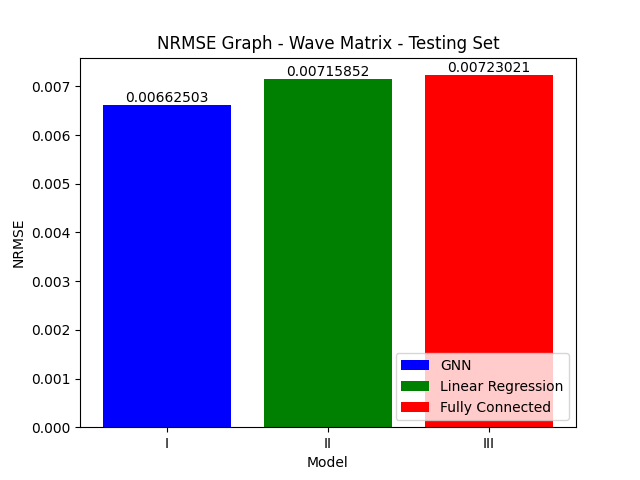 NRMSE Graph - Wave Matrix - Testing Set
0.00662503
0.00715852
0.00723021
NRMSE
0.007
0.006
0.005
0.004
0.003
0.002
0.001
0.000
GNN
Linear Regression
Fully Connected
I
II
III
Model